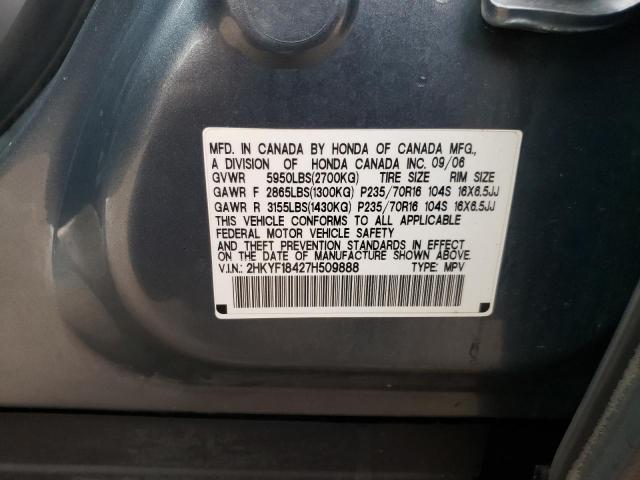 MFD. IN CANADA BY HONDA OF CANADA MFG.,
A DIVISION OF HONDA CANADA INC. 09/06
GVWR 5950LBS(2700KG) TIRE SIZE RIM SIZE
GAWR F 2865LBS(1300KG) P235/70R16 104S 16X6.5JJ
GAWR R 3155LBS(1430KG) P235/70R16 104S 16X6.5JJ
THIS VEHICLE CONFORMS TO ALL APPLICABLE
FEDERAL MOTOR VEHICLE SAFETY
AND THEFT PREVENTION STANDARDS IN EFFECT
ON THE DATE OF MANUFACTURE SHOWN ABOVE.
V.I.N.: 2HKYF18427H509888 TYPE: MPV